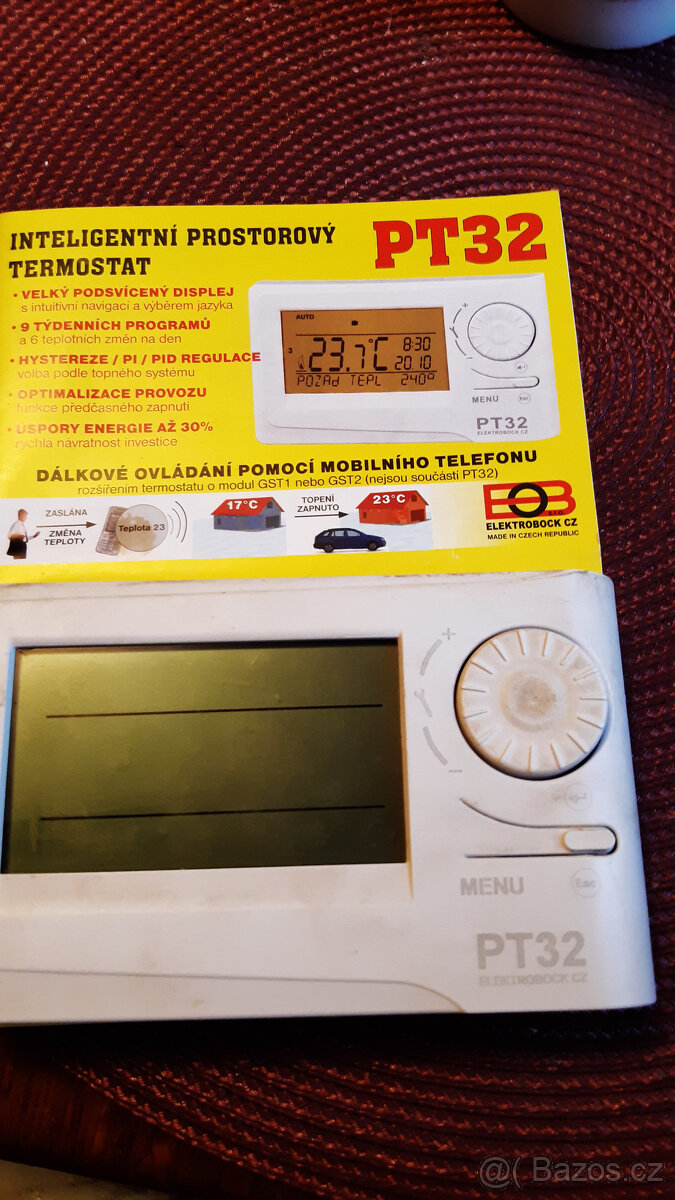 INTELIGENTNÍ PROSTOROVÝ
TERMOSTAT
PT32
• VELKÝ PODSVÍCENÝ DISPLEJ
s intuitivní navigací a výběrem jazyka
• 9 TÝDENNÍCH PROGRAMŮ
a 6 teplotních změn na den
• HYSTEREZE / PI / PID REGULACE
volba podle topného systému
• OPTIMALIZACE PROVOZU
funkce předčasného zapnutí
• ÚSPORY ENERGIE AŽ 30%
rychlá návratnost investice
AUTO
3
23.7°C
8:30
20.10
POZAd TEPL 24.0°
+
-
MENU
Esc
PT32
ELEKTROBOCK CZ
DÁLKOVÉ OVLÁDÁNÍ POMOCÍ MOBILNÍHO TELEFONU
rozšířením termostatu o modul GST1 nebo GST2 (nejsou součástí PT32)
ZASLÁNA
ZMĚNA
TEPLOTY
Teplota 23
17°C
TOPENÍ
ZAPNUTO
23°C
EOB
s.r.o.
ELEKTROBOCK CZ
MADE IN CZECH REPUBLIC
+
-
MENU
Esc
PT32
ELEKTROBOCK CZ
@( Bazos.cz